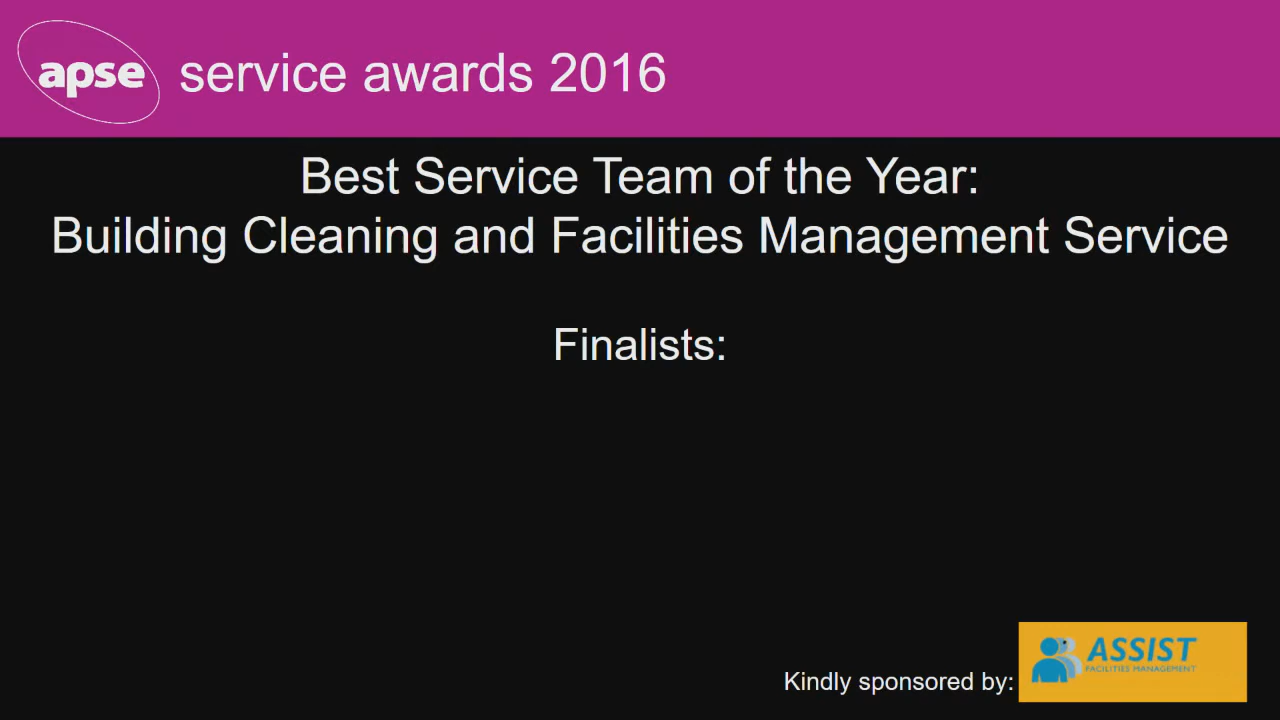 apse service awards 2016
Best Service Team of the Year:
Building Cleaning and Facilities Management Service
Finalists:
Kindly sponsored by:
ASSIST
FACILITIES MANAGEMENT